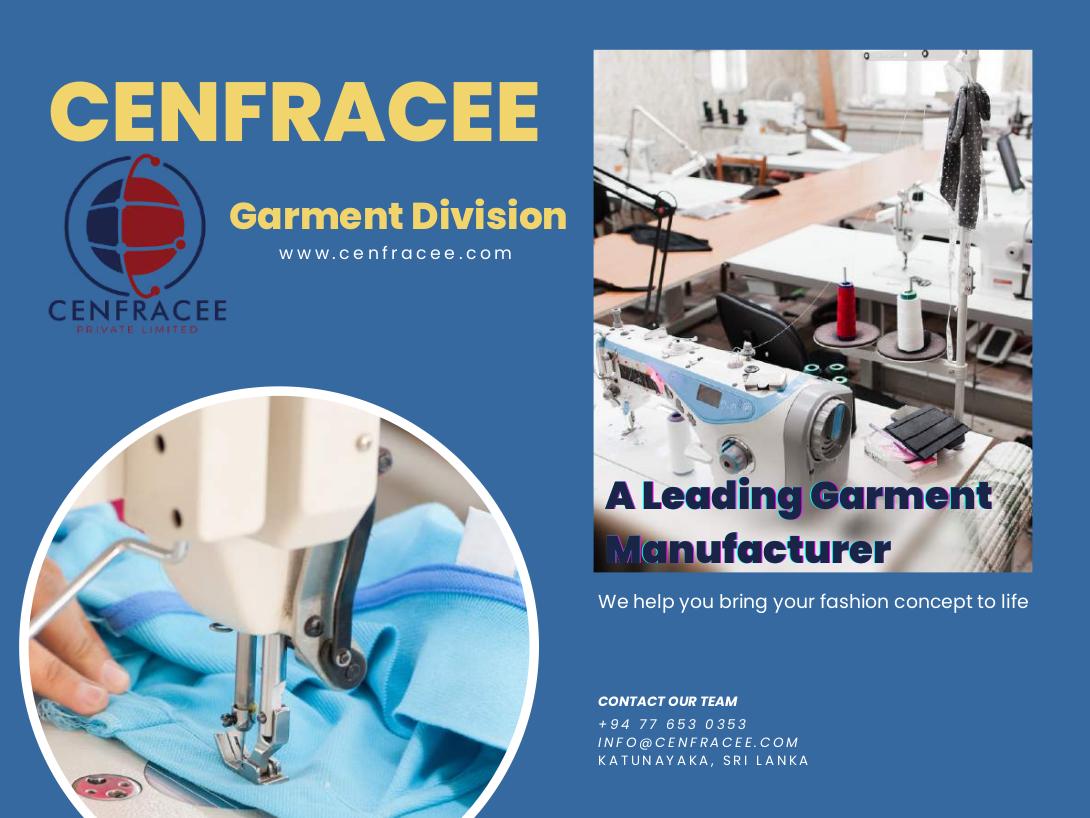 CENFRACEE
CENFRACEE
PRIVATE LIMITED
Garment Division
www.cenfracee.com
A Leading Garment
Manufacturer
We help you bring your fashion concept to life
CONTACT OUR TEAM
+94 77 653 0353
INFO@CENFRACEE.COM
KATUNAYAKA, SRI LANKA